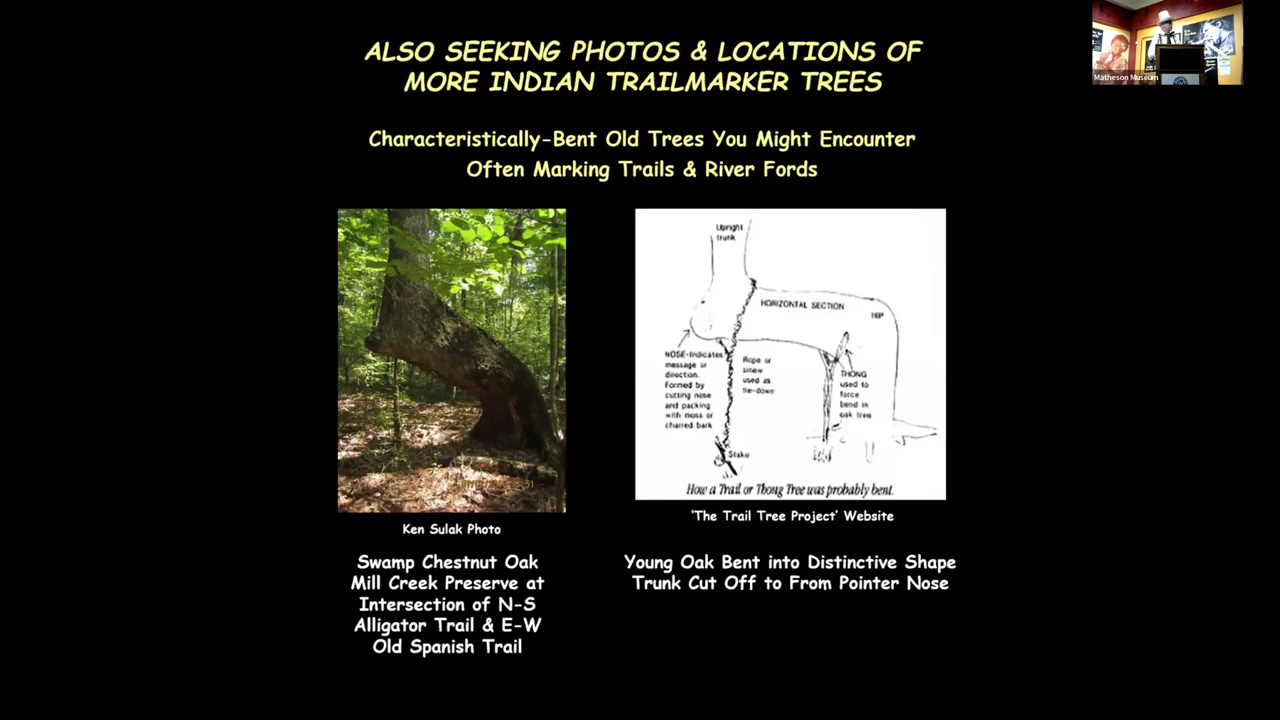 ALSO SEEKING PHOTOS & LOCATIONS OF
MORE INDIAN TRAILMARKER TREES
Characteristically-Bent Old Trees You Might Encounter
Often Marking Trails & River Fords
Matheson Museum
Upright
trunk
HORIZONTAL SECTION
NOSE-Indicates
message or
direction.
Formed by
cutting nose
and packing
with moss or
charred bark
Rope or
sinew
used as
tie-down
THONG
used to
force
bend in
oak tree
Stake
How a Trail or Thong Tree was probably bent.
Ken Sulak Photo
'The Trail Tree Project' Website
Swamp Chestnut Oak
Mill Creek Preserve at
Intersection of N-S
Alligator Trail & E-W
Old Spanish Trail
Young Oak Bent into Distinctive Shape
Trunk Cut Off to From Pointer Nose